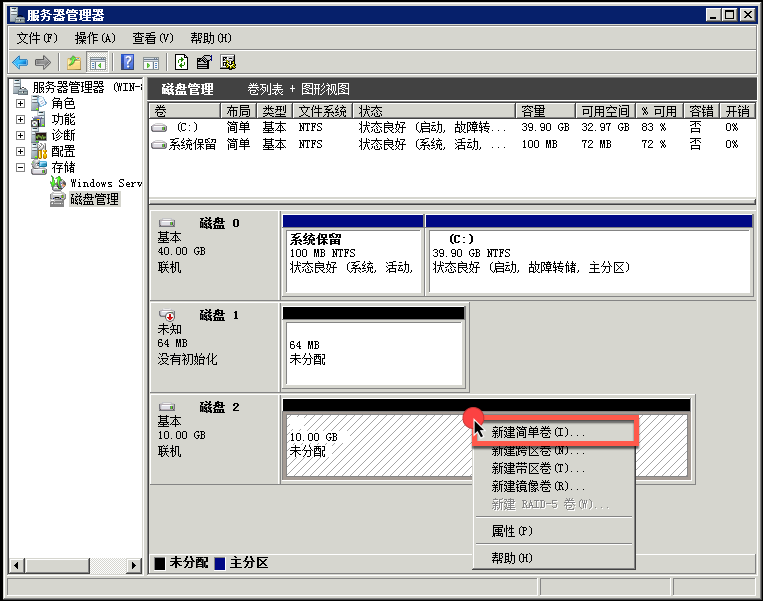 服务器管理器
文件(F) 操作(A) 查看(V) 帮助(H)
服务器管理器 (WIN-
角色
功能
诊断
配置
存储
Windows Serv
磁盘管理
磁盘管理 卷列表 + 图形视图
卷 布局 类型 文件系统 状态 容量 可用空间 % 可用 容错 开销
(C:) 简单 基本 NTFS 状态良好 (启动, 故障转... 39.90 GB 32.97 GB 83 % 否 0%
系统保留 简单 基本 NTFS 状态良好 (系统, 活动, ... 100 MB 72 MB 72 % 否 0%
磁盘 0
基本
40.00 GB
联机
系统保留
100 MB NTFS
状态良好 (系统, 活动,
(C:)
39.90 GB NTFS
状态良好 (启动, 故障转储, 主分区)
磁盘 1
未知
64 MB
没有初始化
64 MB
未分配
磁盘 2
基本
10.00 GB
联机
10.00 GB
未分配
新建简单卷(I)...
新建跨区卷(N)...
新建带区卷(T)...
新建镜像卷(R)...
新建 RAID-5 卷(W)...
属性(P)
帮助(H)
未分配 主分区